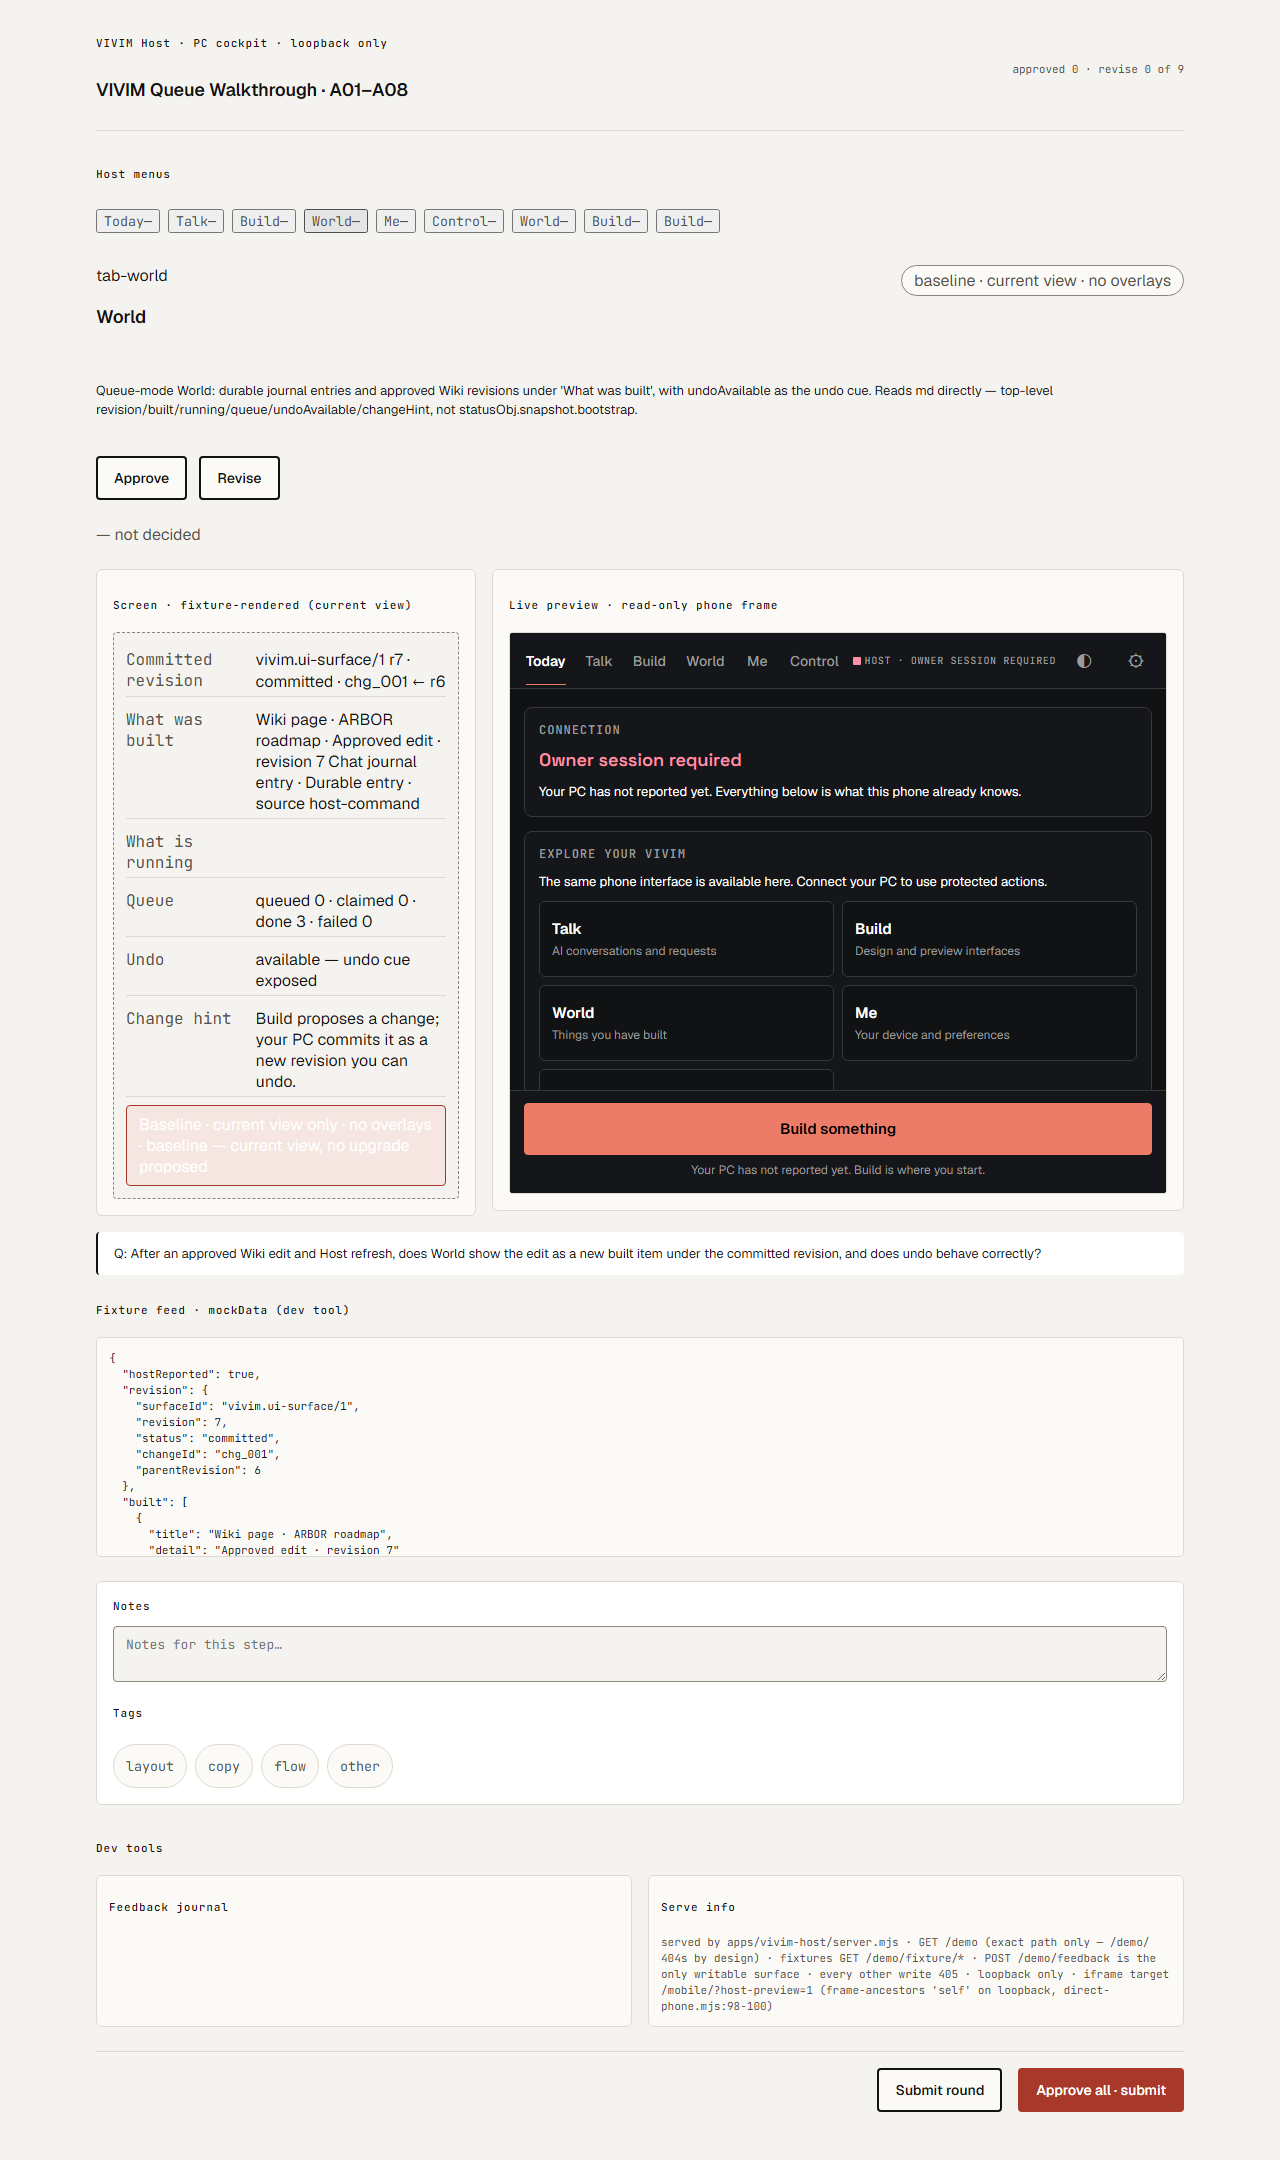 VIVIM Host · PC cockpit · loopback only
approved 0 · revise 0 of 9
VIVIM Queue Walkthrough · A01–A08
Host menus
Today— Talk— Build— World— Me— Control— World— Build— Build—
tab-world
baseline · current view · no overlays
World
Queue-mode World: durable journal entries and approved Wiki revisions under 'What was built', with undoAvailable as the undo cue. Reads md directly — top-level
revision/built/running/queue/undoAvailable/changeHint, not statusObj.snapshot.bootstrap.
Approve Revise
— not decided
Screen · fixture-rendered (current view)
Committed
revision
vivim.ui-surface/1 r7 ·
committed · chg_001 ← r6
What was
built
Wiki page · ARBOR
roadmap · Approved edit ·
revision 7 Chat journal
entry · Durable entry ·
source host-command
What is
running
Queue
queued 0 · claimed 0 ·
done 3 · failed 0
Undo
available — undo cue
exposed
Change hint
Build proposes a change;
your PC commits it as a
new revision you can
undo.
Baseline · current view only · no overlays
· baseline — current view, no upgrade
proposed
Live preview · read-only phone frame
Today Talk Build World Me Control HOST · OWNER SESSION REQUIRED
CONNECTION
Owner session required
Your PC has not reported yet. Everything below is what this phone already knows.
EXPLORE YOUR VIVIM
The same phone interface is available here. Connect your PC to use protected actions.
Talk
AI conversations and requests
Build
Design and preview interfaces
World
Things you have built
Me
Your device and preferences
Build something
Your PC has not reported yet. Build is where you start.
Q: After an approved Wiki edit and Host refresh, does World show the edit as a new built item under the committed revision, and does undo behave correctly?
Fixture feed · mockData (dev tool)
{
"hostReported": true,
"revision": {
"surfaceId": "vivim.ui-surface/1",
"revision": 7,
"status": "committed",
"changeId": "chg_001",
"parentRevision": 6
},
"built": [
{
"title": "Wiki page · ARBOR roadmap",
"detail": "Approved edit · revision 7"
Notes
Notes for this step…
Tags
layout copy flow other
Dev tools
Feedback journal
Serve info
served by apps/vivim-host/server.mjs · GET /demo (exact path only — /demo/
404s by design) · fixtures GET /demo/fixture/* · POST /demo/feedback is the
only writable surface · every other write 405 · loopback only · iframe target
/mobile/?host-preview=1 (frame-ancestors 'self' on loopback, direct-
phone.mjs:98-100)
Submit round Approve all · submit